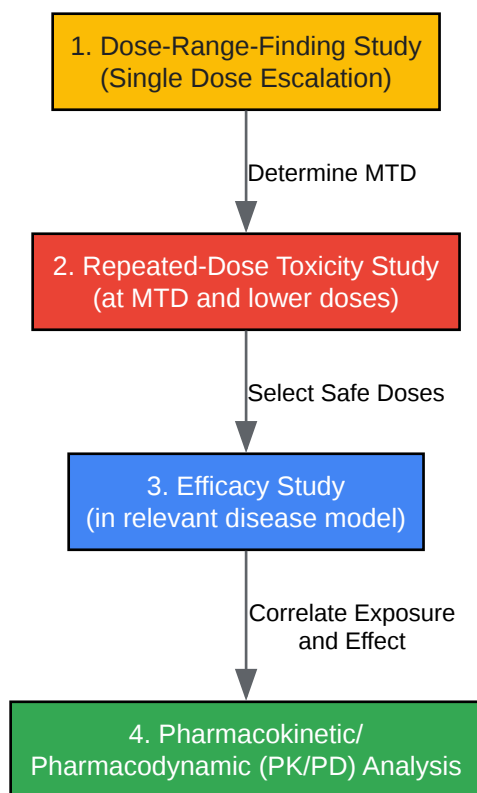 1. Dose-Range-Finding Study
(Single Dose Escalation)
Determine MTD
2. Repeated-Dose Toxicity Study
(at MTD and lower doses)
Select Safe Doses
3. Efficacy Study
(in relevant disease model)
Correlate Exposure
and Effect
4. Pharmacokinetic/
Pharmacodynamic (PK/PD) Analysis